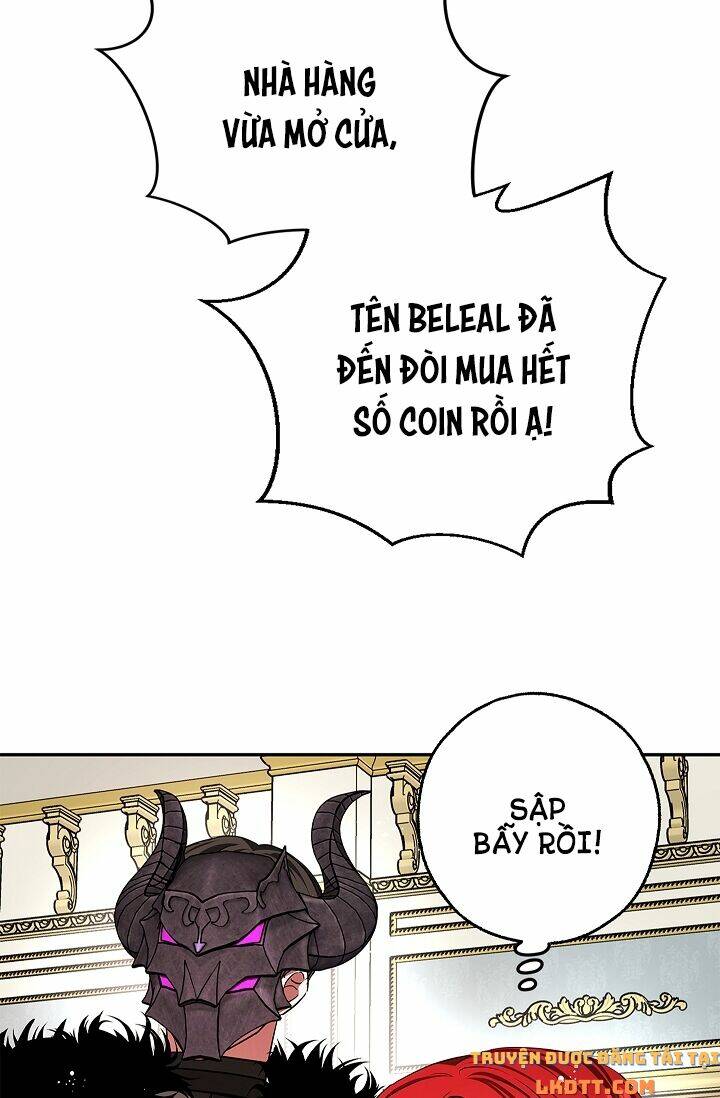 NHÀ HÀNG
VỪA MỞ CỬA,
TÊN BELEAL ĐÃ
ĐẾN ĐÒI MUA HẾT
SỐ COIN RỒI Ạ!
SẬP
BẪY RỒI!
TRUYỆN ĐƯỢC ĐĂNG TẢI TẠI
LKDTT.COM